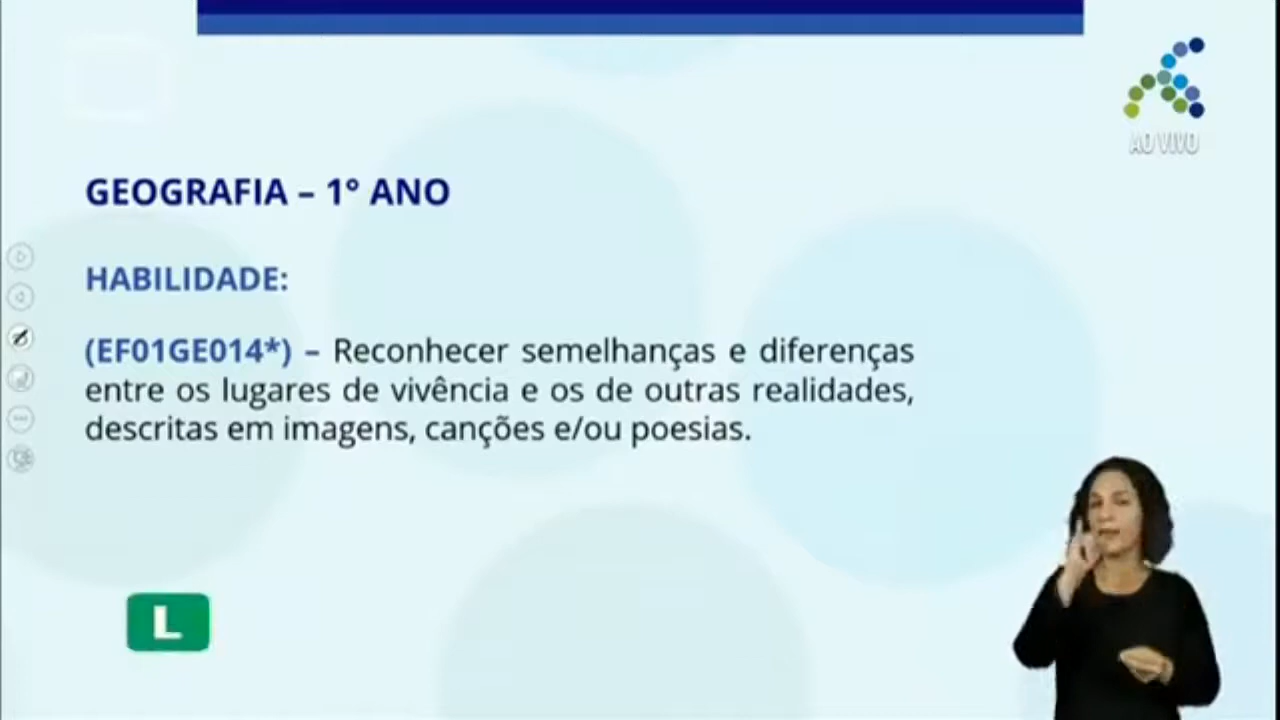 AO VIVO
GEOGRAFIA – 1° ANO
HABILIDADE:
(EF01GE014*) – Reconhecer semelhanças e diferenças
entre os lugares de vivência e os de outras realidades,
descritas em imagens, canções e/ou poesias.
L